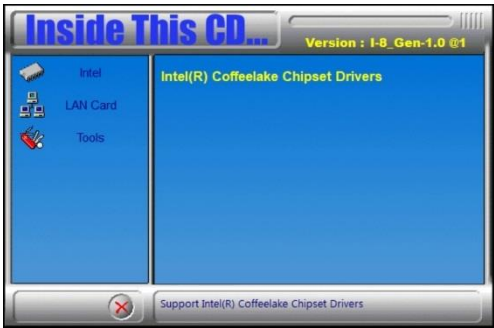 Inside This CD...
Version : I-8_Gen-1.0 @1
Intel
LAN Card
Tools
Intel(R) Coffeelake Chipset Drivers
Support Intel(R) Coffeelake Chipset Drivers